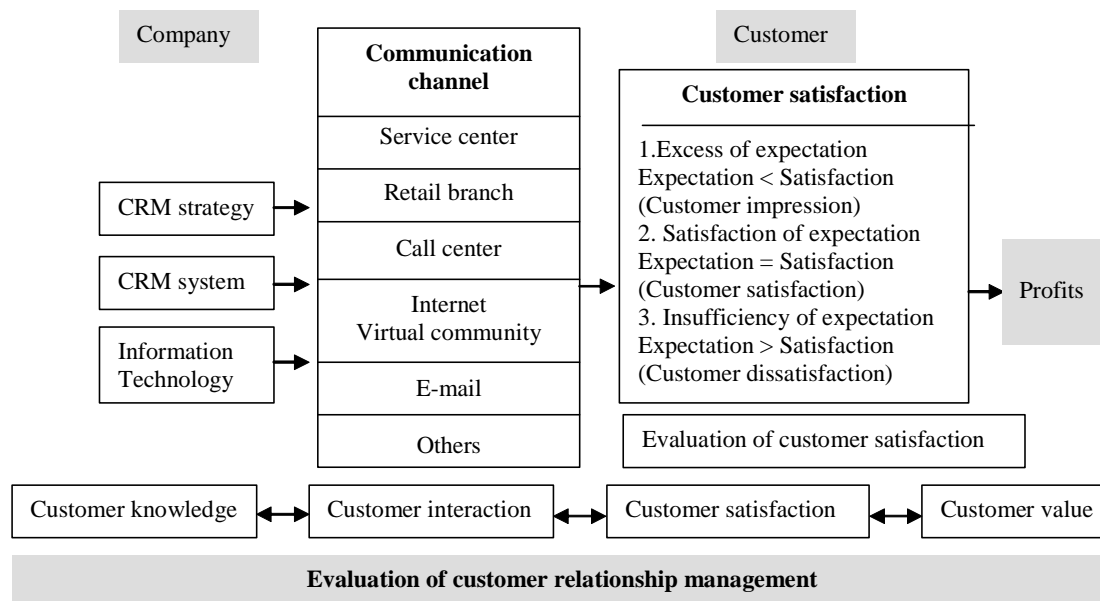 Company
Communication
channel
Service center
Retail branch
Call center
Internet
Virtual community
E-mail
Others
CRM strategy
CRM system
Information
Technology
Customer
Customer satisfaction
1.Excess of expectation
Expectation < Satisfaction
(Customer impression)
2. Satisfaction of expectation
Expectation = Satisfaction
(Customer satisfaction)
3. Insufficiency of expectation
Expectation > Satisfaction
(Customer dissatisfaction)
Evaluation of customer satisfaction
Profits
Customer knowledge
Customer interaction
Customer satisfaction
Customer value
Evaluation of customer relationship management